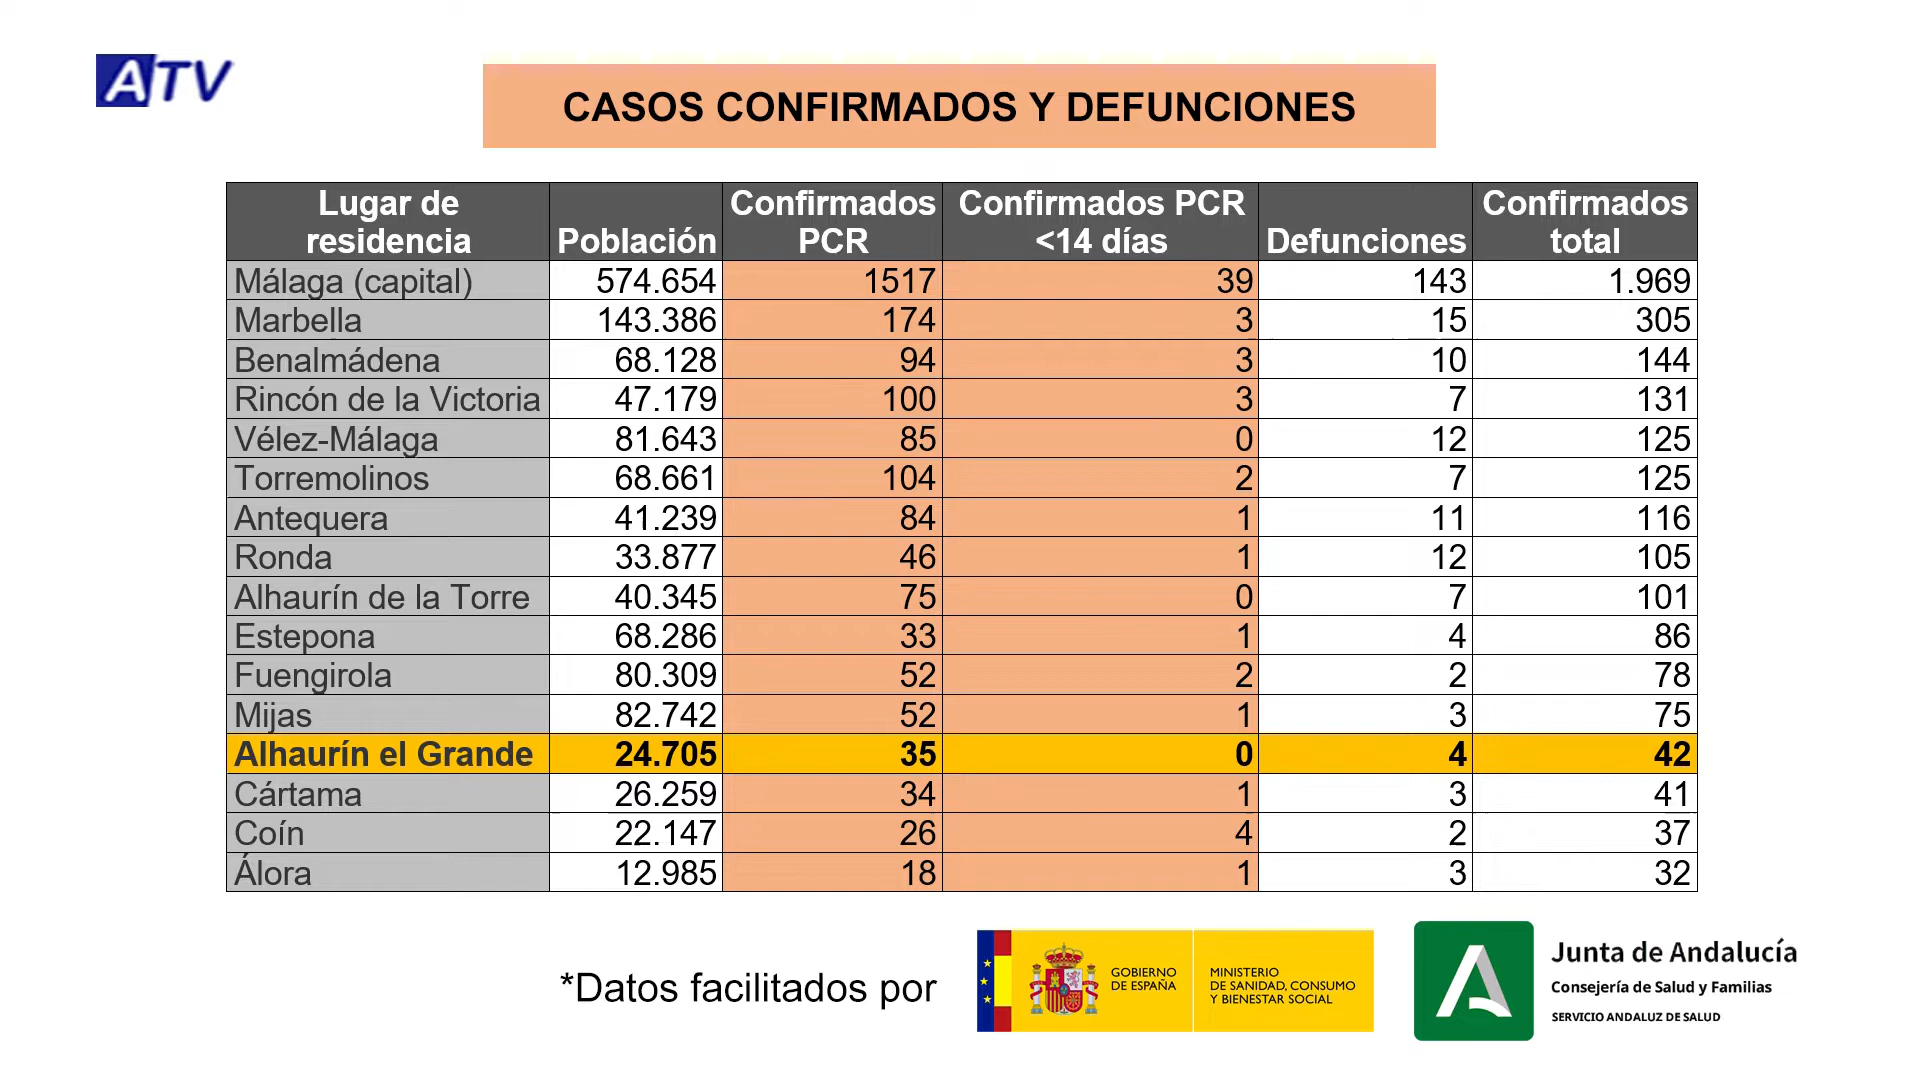 ATV
CASOS CONFIRMADOS Y DEFUNCIONES
Lugar de residencia Población Confirmados PCR Confirmados PCR <14 días Defunciones Confirmados total
Málaga (capital) 574.654 1517 39 143 1.969
Marbella 143.386 174 3 15 305
Benalmádena 68.128 94 3 10 144
Rincón de la Victoria 47.179 100 3 7 131
Vélez-Málaga 81.643 85 0 12 125
Torremolinos 68.661 104 2 7 125
Antequera 41.239 84 1 11 116
Ronda 33.877 46 1 12 105
Alhaurín de la Torre 40.345 75 0 7 101
Estepona 68.286 33 1 4 86
Fuengirola 80.309 52 2 2 78
Mijas 82.742 52 1 3 75
Alhaurín el Grande 24.705 35 0 4 42
Cártama 26.259 34 1 3 41
Coín 22.147 26 4 2 37
Álora 12.985 18 1 3 32
*Datos facilitados por
GOBIERNO
DE ESPAÑA
MINISTERIO
DE SANIDAD, CONSUMO
Y BIENESTAR SOCIAL
Junta de Andalucía
Consejería de Salud y Familias
SERVICIO ANDALUZ DE SALUD